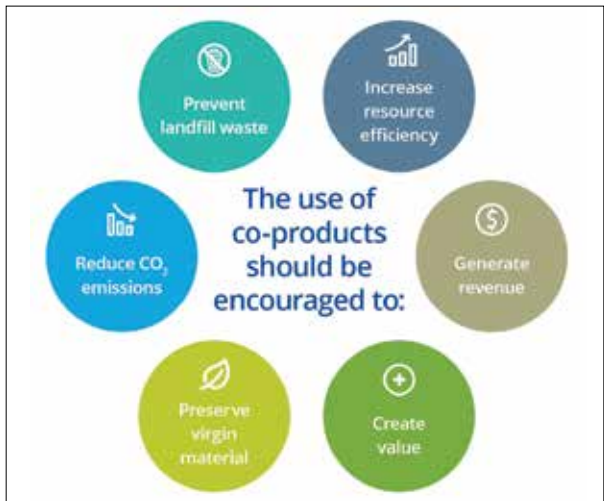 Prevent
landfill waste
Increase
resource
efficiency
The use of
co-products
should be
encouraged to:
Reduce CO₂
emissions
Generate
revenue
Preserve
virgin
material
Create
value